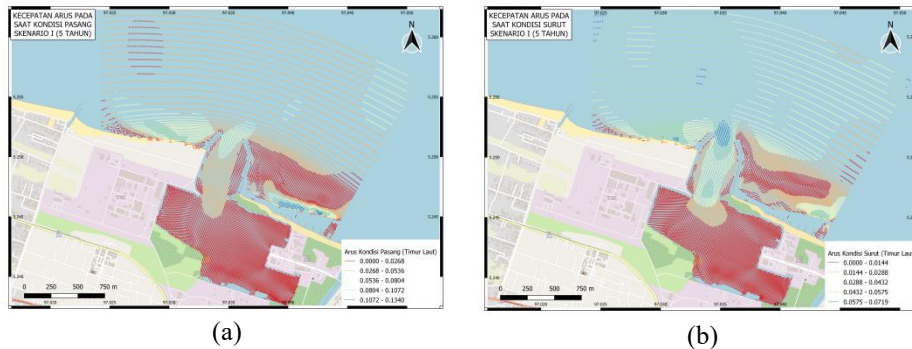 KECEPATAN ARUS PADA
SAAT KONDISI PASANG
SKENARIO I (5 TAHUN)
N
Arus Kondisi Pasang (Timur Laut)
0.0000 - 0.0268
0.0268 - 0.0536
0.0536 - 0.0804
0.0804 - 0.1072
0.1072 - 0.1340
0 250 500 750 m
(a)
KECEPATAN ARUS PADA
SAAT KONDISI SURUT
SKENARIO I (5 TAHUN)
N
Arus Kondisi Surut (Timur Laut)
0.0000 - 0.0144
0.0144 - 0.0288
0.0288 - 0.0432
0.0432 - 0.0575
0.0575 - 0.0719
0 250 500 750 m
(b)